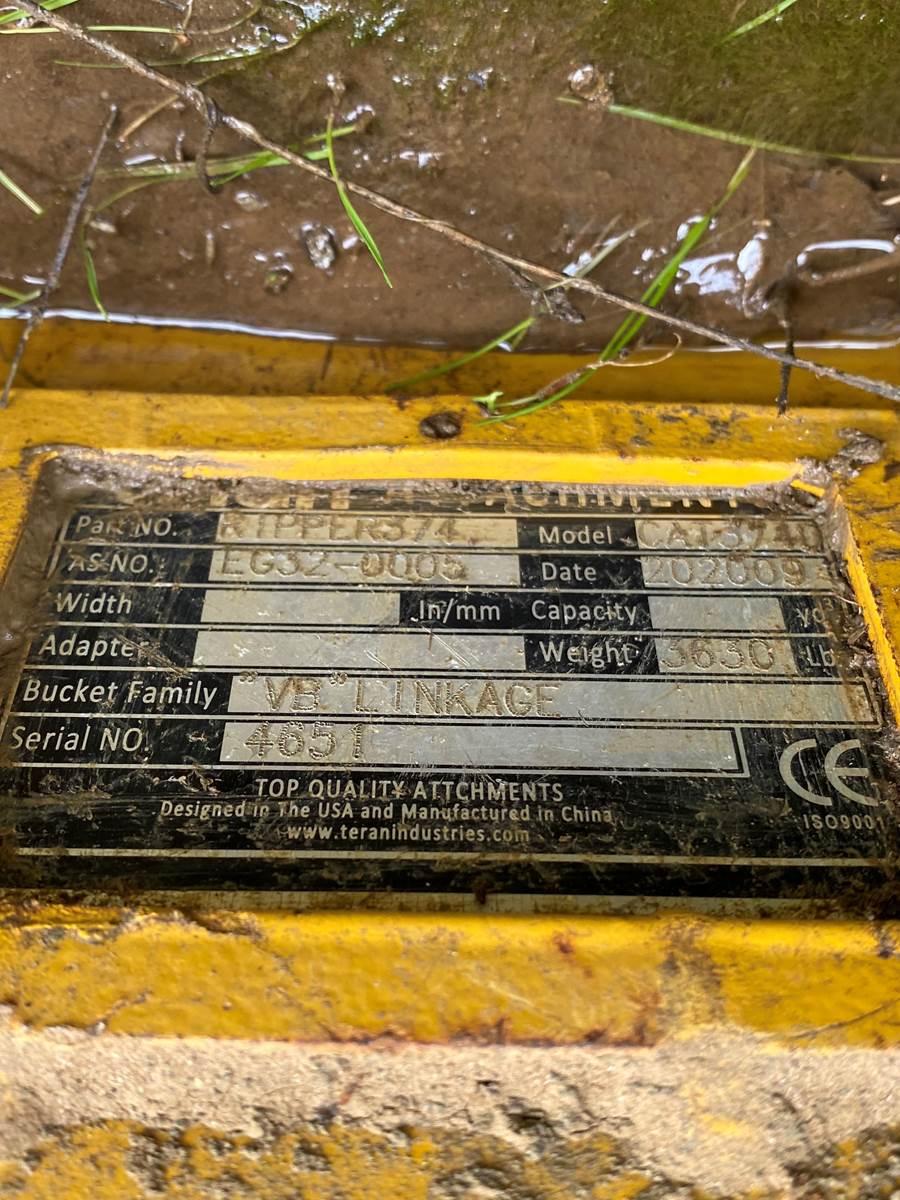 Part NO. RIPPER374 Model CAT374D
AS NO.: EG32-0005 Date 202009
Width In/mm Capacity yd³
Adapter Weight 3630 Lb
Bucket Family "VB" LINKAGE
Serial NO. 4651
TOP QUALITY ATTCHMENTS
Designed in The USA and Manufactured in China
www.teranindustries.com
CE
ISO9001